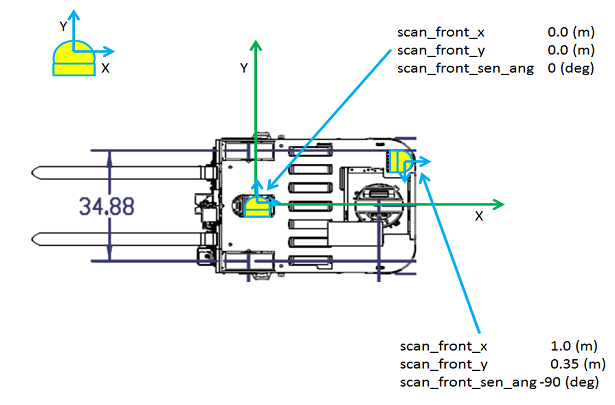 Y
X
scan_front_x 0.0 (m)
scan_front_y 0.0 (m)
scan_front_sen_ang 0 (deg)
Y
34.88
X
scan_front_x 1.0 (m)
scan_front_y 0.35 (m)
scan_front_sen_ang -90 (deg)